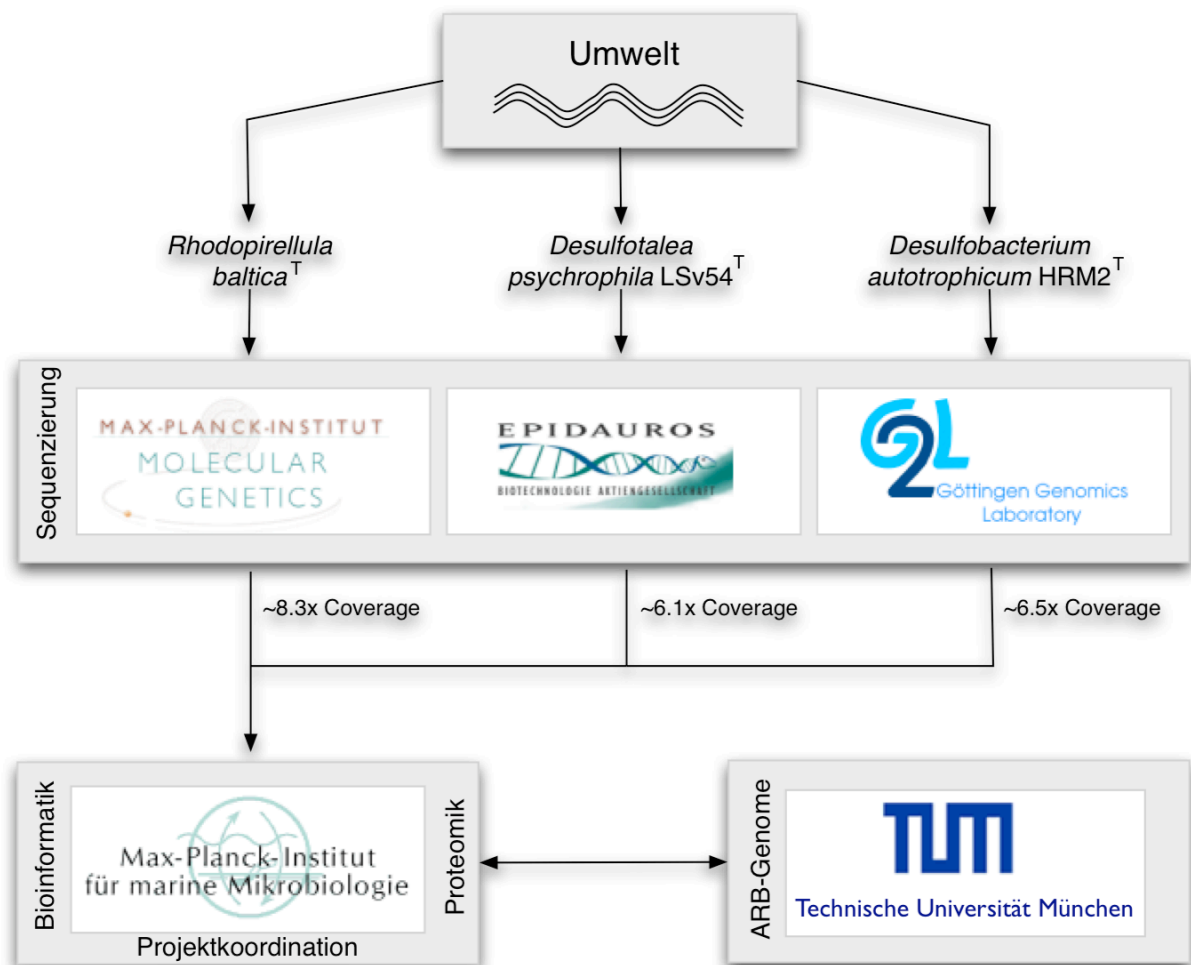 Umwelt
Rhodopirellula
baltica^T
Desulfotalea
psychrophila LSv54^T
Desulfobacterium
autotrophicum HRM2^T
Sequenzierung
MAX-PLANCK-INSTITUT
MOLECULAR
GENETICS
EPIDAUROS
BIOTECHNOLOGIE AKTIENGESELLSCHAFT
G2L
Göttingen Genomics
Laboratory
~8.3x Coverage
~6.1x Coverage
~6.5x Coverage
Bioinformatik
Max-Planck-Institut
für marine Mikrobiologie
Proteomik
Projektkoordination
ARB-Genome
TUM
Technische Universität München